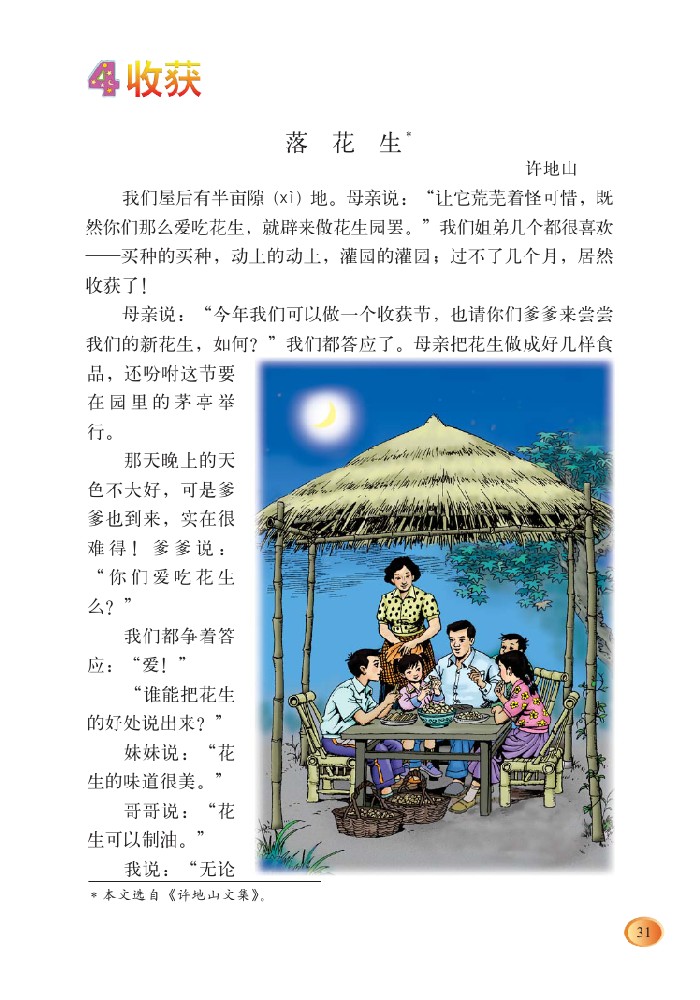 4 收获
落花生*
许地山
我们屋后有半亩隙（xì）地。母亲说：“让它荒芜着怪可惜，既
然你们那么爱吃花生，就辟来做花生园罢。”我们姐弟几个都很喜欢
——买种的买种，动土的动土，灌园的灌园；过不了几个月，居然
收获了！
母亲说：“今年我们可以做一个收获节，也请你们爹爹来尝尝
我们的新花生，如何？”我们都答应了。母亲把花生做成好几样食
品，还吩咐这节要
在园里的茅亭举
行。
那天晚上的天
色不大好，可是爹
爹也到来，实在很
难得！爹爹说：
“你们爱吃花生
么？”
我们都争着答
应：“爱！”
“谁能把花生
的好处说出来？”
妹妹说：“花
生的味道很美。”
哥哥说：“花
生可以制油。”
我说：“无论
* 本文选自《许地山文集》。
31